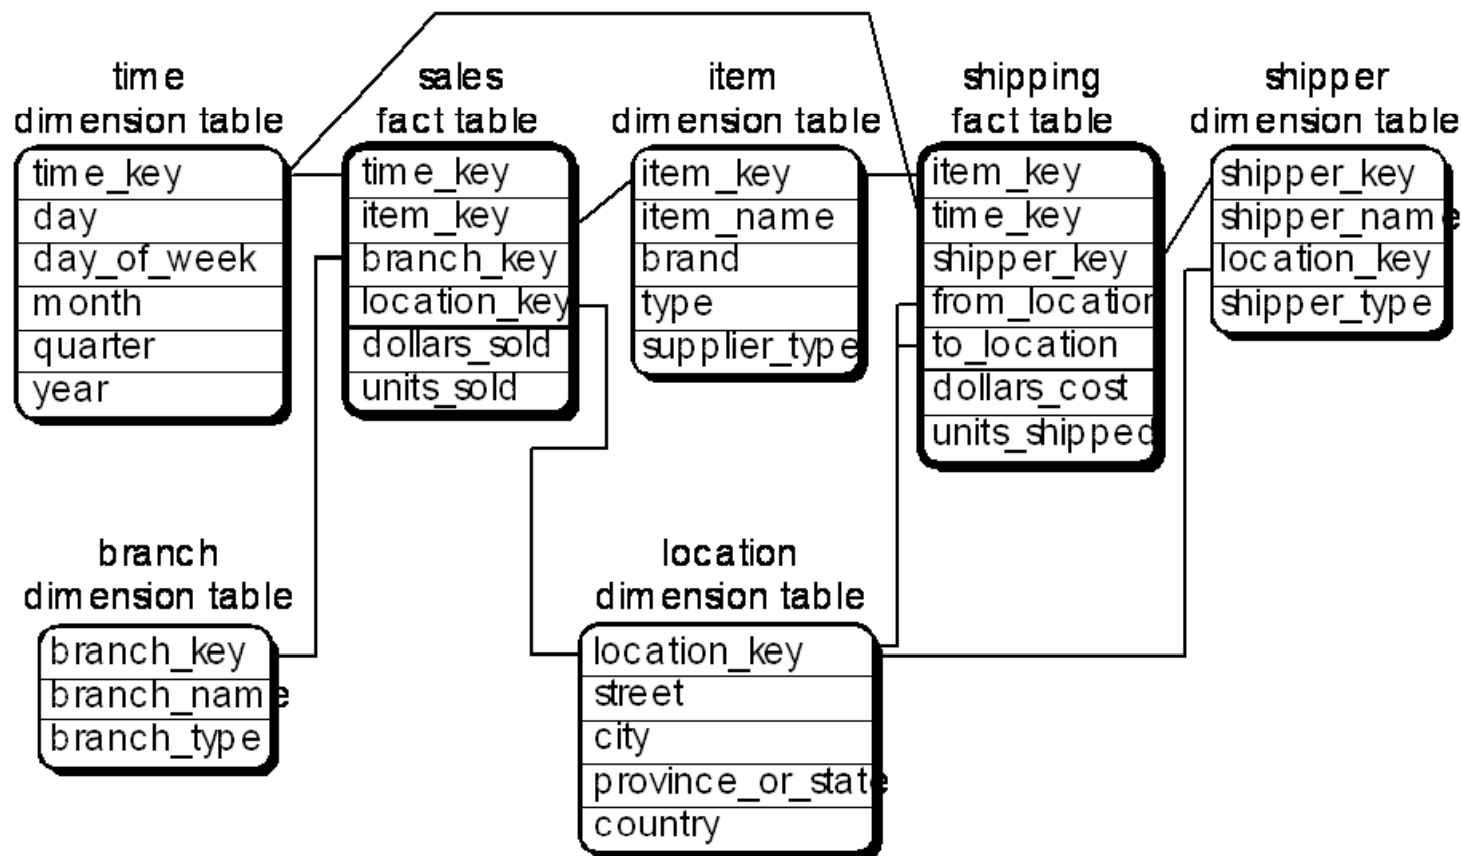 time
dimension table
time_key
day
day_of_week
month
quarter
year
sales
fact table
time_key
item_key
branch_key
location_key
dollars_sold
units_sold
item
dimension table
item_key
item_name
brand
type
supplier_type
shipping
fact table
item_key
time_key
shipper_key
from_location
to_location
dollars_cost
units_shipped
shipper
dimension table
shipper_key
shipper_name
location_key
shipper_type
branch
dimension table
branch_key
branch_name
branch_type
location
dimension table
location_key
street
city
province_or_state
country